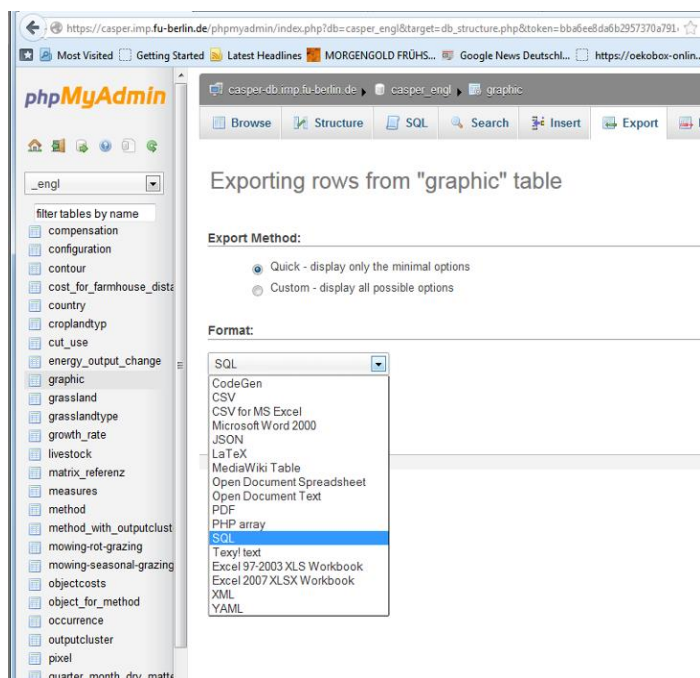 https://casper.imp.fu-berlin.de/phpmyadmin/index.php?db=casper_engl&target=db_structure.php&token=bba6ee8da6b2957370a791
Most Visited Getting Started Latest Headlines MORGENGOLD FRÜHS... Google News Deutschl... https://oekobox-onlin..
phpMyAdmin
_engl
filter tables by name
compensation
configuration
contour
cost_for_farmhouse_dista
country
croplandtyp
cut_use
energy_output_change
graphic
grassland
grasslandtype
growth_rate
livestock
matrix_referenz
measures
method
method_with_outputclust
mowing-rot-grazing
mowing-seasonal-grazing
objectcosts
object_for_method
occurrence
outputcluster
pixel
quarter_month_dry_matte
casper-db.imp.fu-berlin.de casper_engl graphic
Browse Structure SQL Search Insert Export
Exporting rows from "graphic" table
Export Method:
Quick - display only the minimal options
Custom - display all possible options
Format:
SQL
CodeGen
CSV
CSV for MS Excel
Microsoft Word 2000
JSON
LaTeX
MediaWiki Table
Open Document Spreadsheet
Open Document Text
PDF
PHP array
SQL
Texy! text
Excel 97-2003 XLS Workbook
Excel 2007 XLSX Workbook
XML
YAML